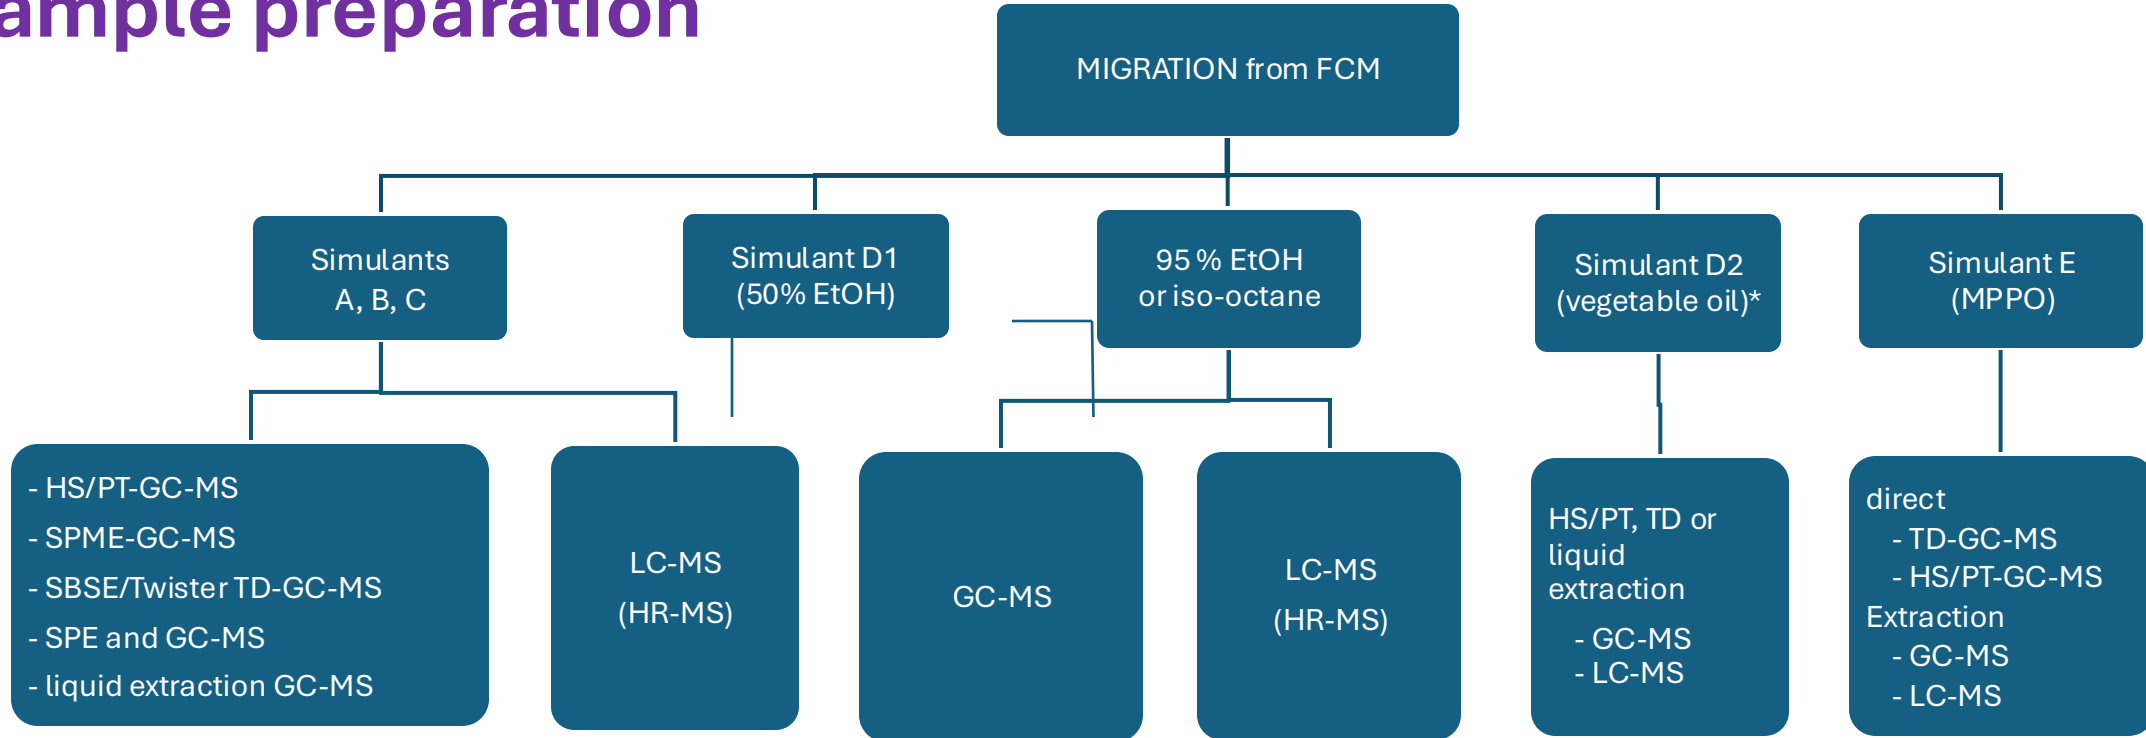 ample preparation
MIGRATION from FCM
Simulants
A, B, C
Simulant D1
(50% EtOH)
95 % EtOH
or iso-octane
Simulant D2
(vegetable oil)*
Simulant E
(MPPO)
- HS/PT-GC-MS
- SPME-GC-MS
- SBSE/Twister TD-GC-MS
- SPE and GC-MS
- liquid extraction GC-MS
LC-MS
(HR-MS)
GC-MS
LC-MS
(HR-MS)
HS/PT, TD or
liquid
extraction
- GC-MS
- LC-MS
direct
- TD-GC-MS
- HS/PT-GC-MS
Extraction
- GC-MS
- LC-MS